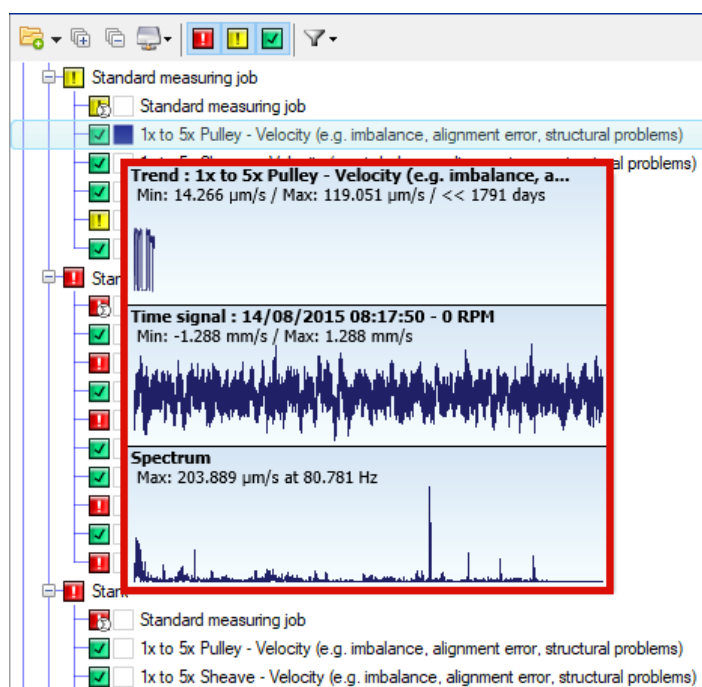 Standard measuring job
Standard measuring job
1x to 5x Pulley - Velocity (e.g. imbalance, alignment error, structural problems)
al problems)
Trend : 1x to 5x Pulley - Velocity (e.g. imbalance, a...
Min: 14.266 µm/s / Max: 119.051 µm/s / << 1791 days
Stan
Time signal : 14/08/2015 08:17:50 - 0 RPM
Min: -1.288 mm/s / Max: 1.288 mm/s
Spectrum
Max: 203.889 µm/s at 80.781 Hz
Stan
Standard measuring job
1x to 5x Pulley - Velocity (e.g. imbalance, alignment error, structural problems)
1x to 5x Sheave - Velocity (e.g. imbalance, alignment error, structural problems)